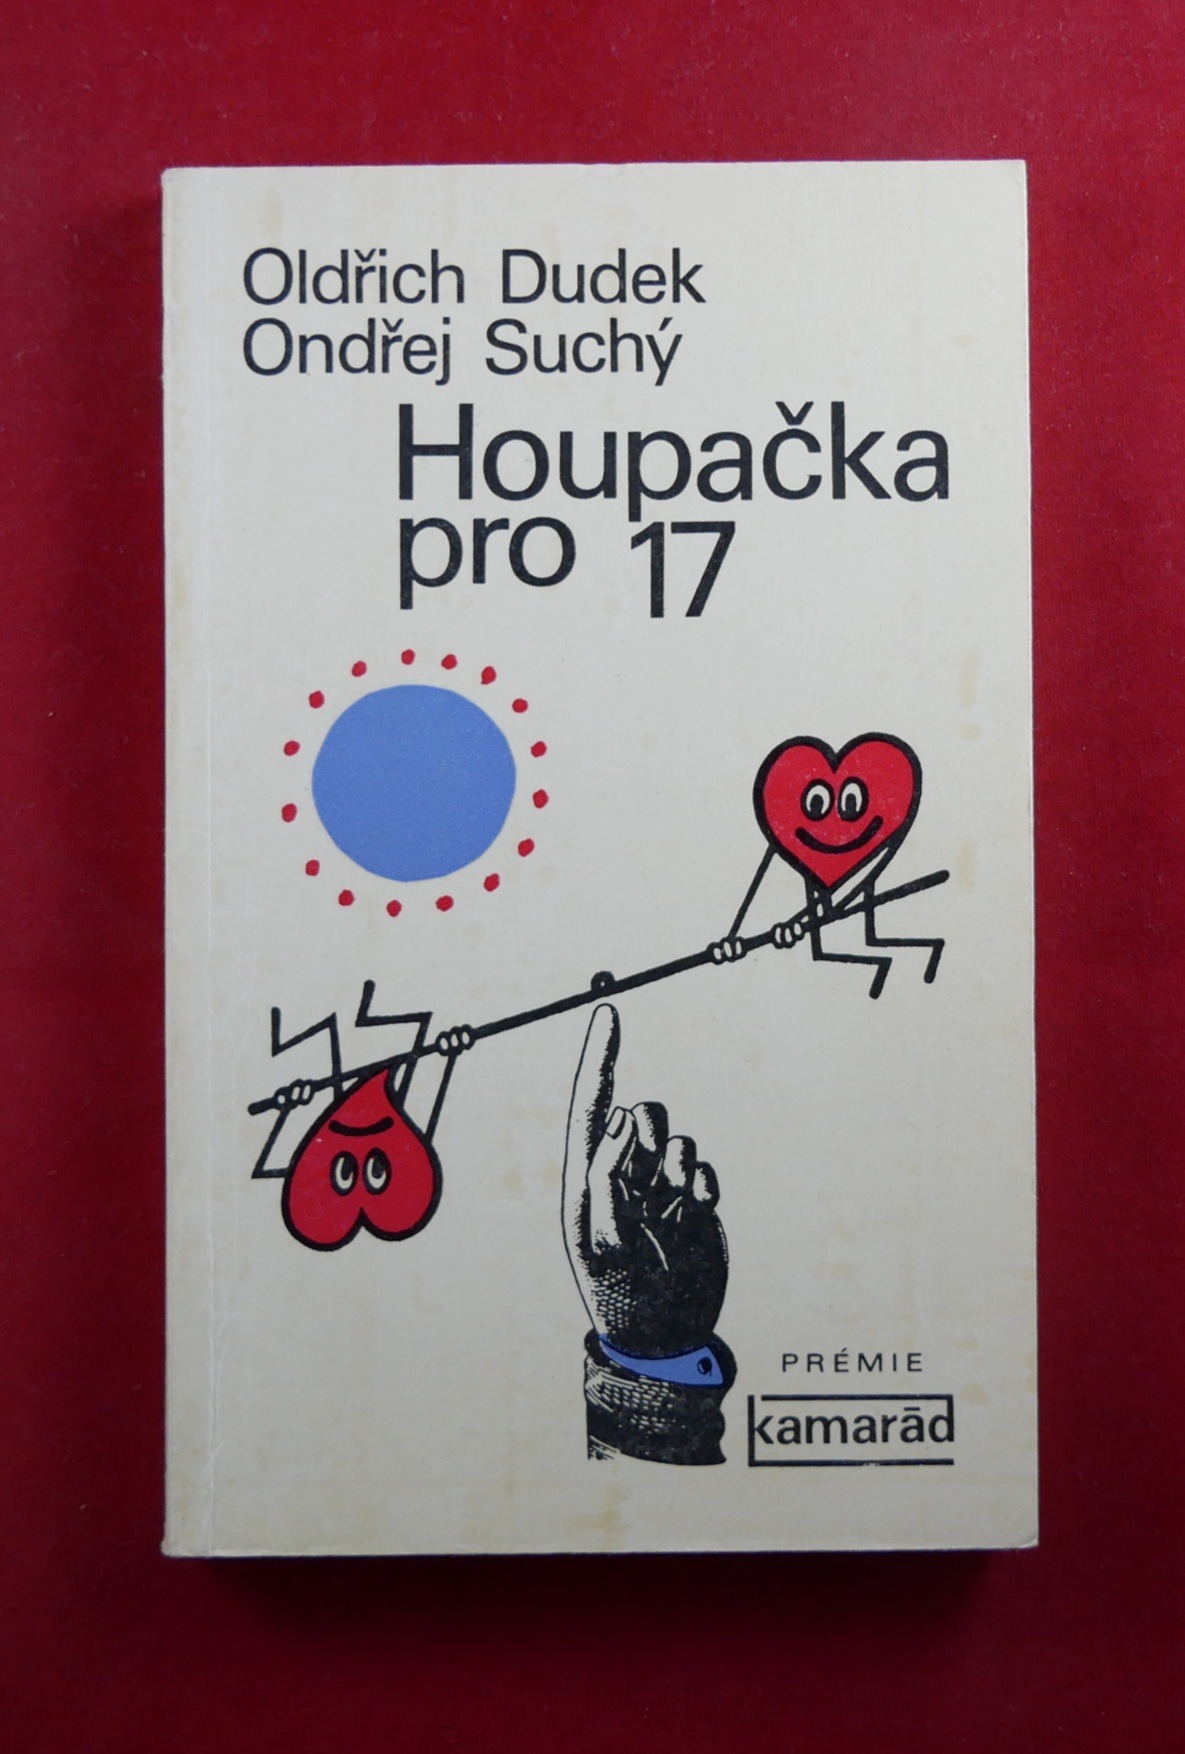 Oldřich Dudek
Ondřej Suchý
Houpačka
pro 17
PRÉMIE
kamarād